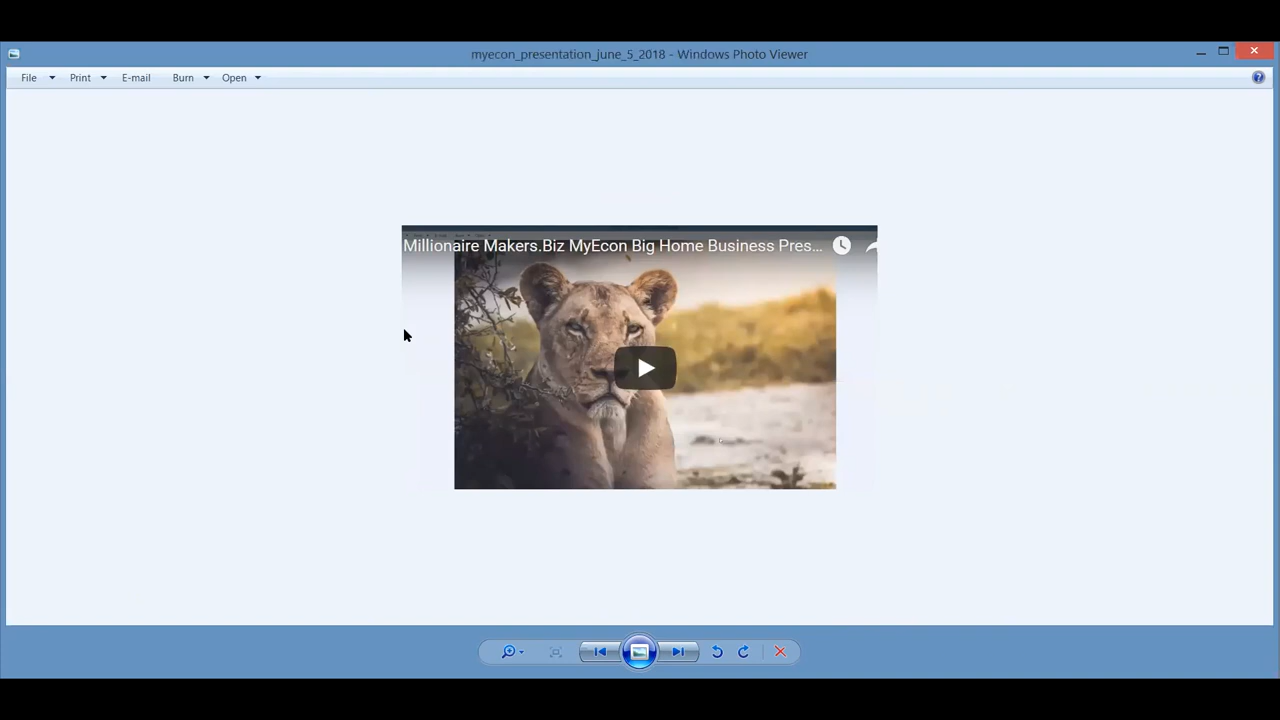 myecon_presentation_june_5_2018 - Windows Photo Viewer
File Print E-mail Burn Open
Millionaire Makers.Biz MyEcon Big Home Business Pres...